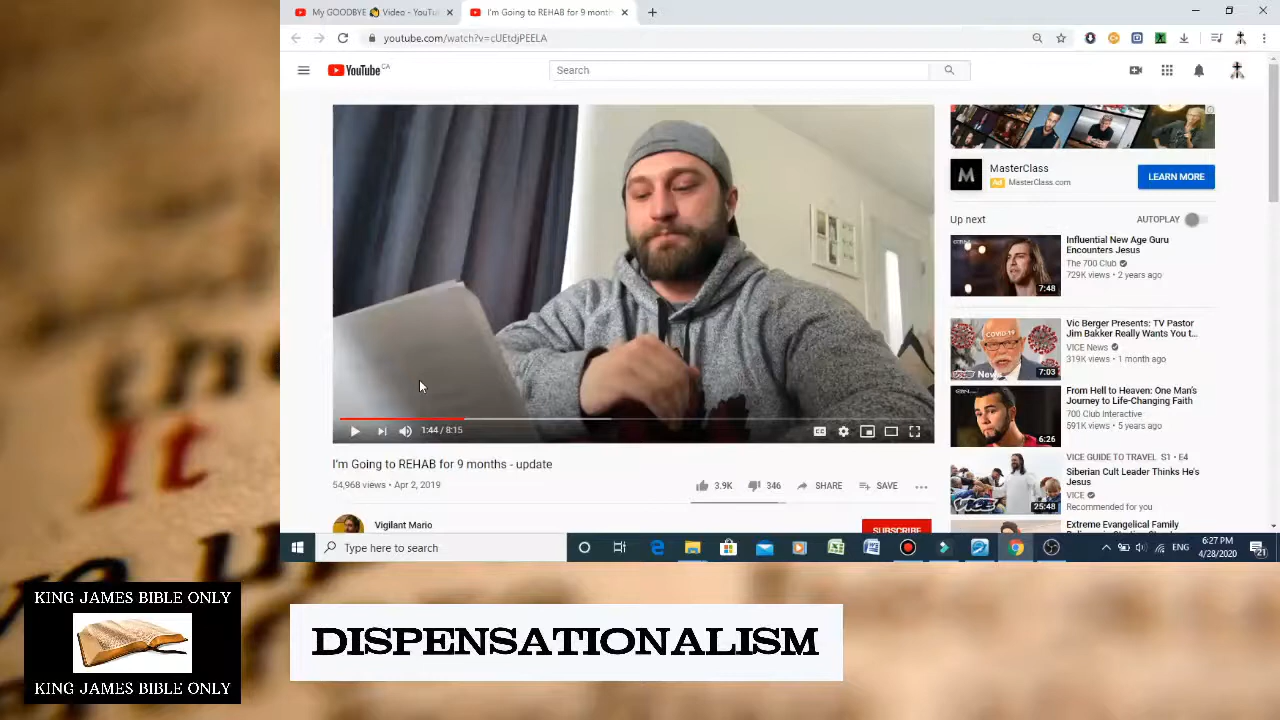 My GOODBYE 👋 Video - YouTu
I'm Going to REHAB for 9 month
youtube.com/watch?v=cUEtdjPEELA
YouTube CA
Search
MasterClass
Ad MasterClass.com
LEARN MORE
Up next
AUTOPLAY
Influential New Age Guru
Encounters Jesus
The 700 Club
729K views • 2 years ago
7:48
COVID-19
Vic Berger Presents: TV Pastor
Jim Bakker Really Wants You t...
VICE News
319K views • 1 month ago
7:03
From Hell to Heaven: One Man's
Journey to Life-Changing Faith
700 Club Interactive
591K views • 5 years ago
6:26
VICE GUIDE TO TRAVEL S1 • E4
Siberian Cult Leader Thinks He's
Jesus
VICE
Recommended for you
25:48
Extreme Evangelical Family
1:44 / 8:15
I'm Going to REHAB for 9 months - update
54,968 views • Apr 2, 2019
3.9K
346
SHARE
SAVE
Vigilant Mario
SUBSCRIBE
Type here to search
ENG
6:27 PM
4/28/2020
21
the
It
KING JAMES BIBLE ONLY
KING JAMES BIBLE ONLY
DISPENSATIONALISM